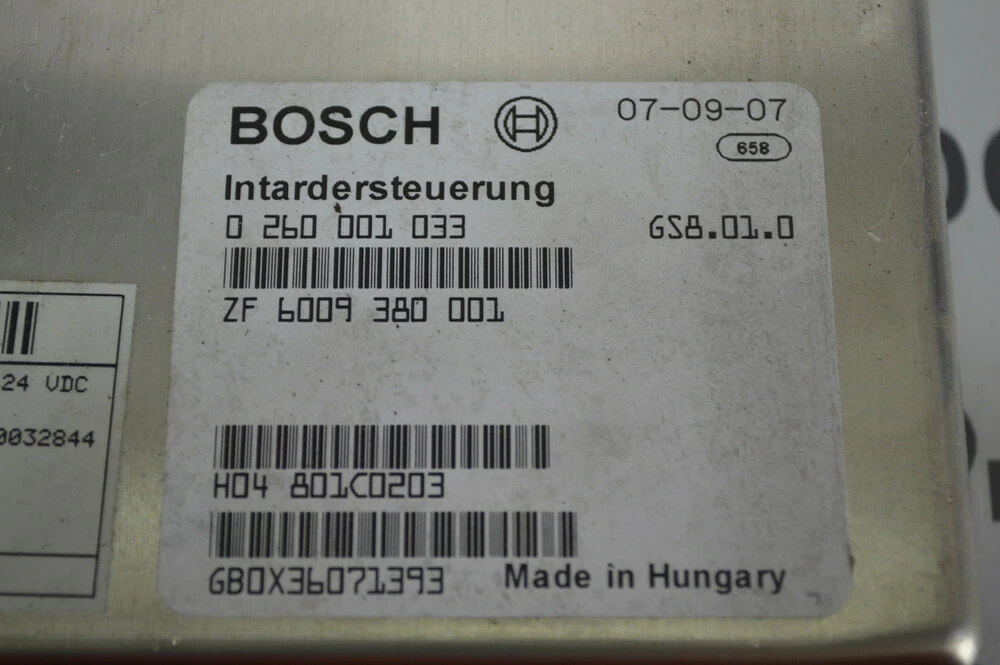 BOSCH 07-09-07
658
Intardersteuerung
0 260 001 033 GS8.01.0
ZF 6009 380 001
24 VDC
0032844
H04 801C0203
GB0X36071393 Made in Hungary